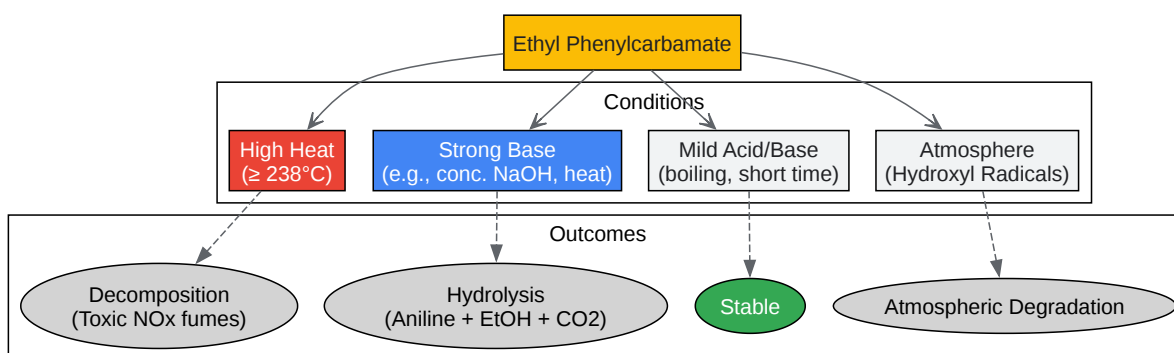 Ethyl Phenylcarbamate
Conditions
High Heat
(≥ 238°C)
Strong Base
(e.g., conc. NaOH, heat)
Mild Acid/Base
(boiling, short time)
Atmosphere
(Hydroxyl Radicals)
Outcomes
Decomposition
(Toxic NOx fumes)
Hydrolysis
(Aniline + EtOH + CO2)
Stable
Atmospheric Degradation